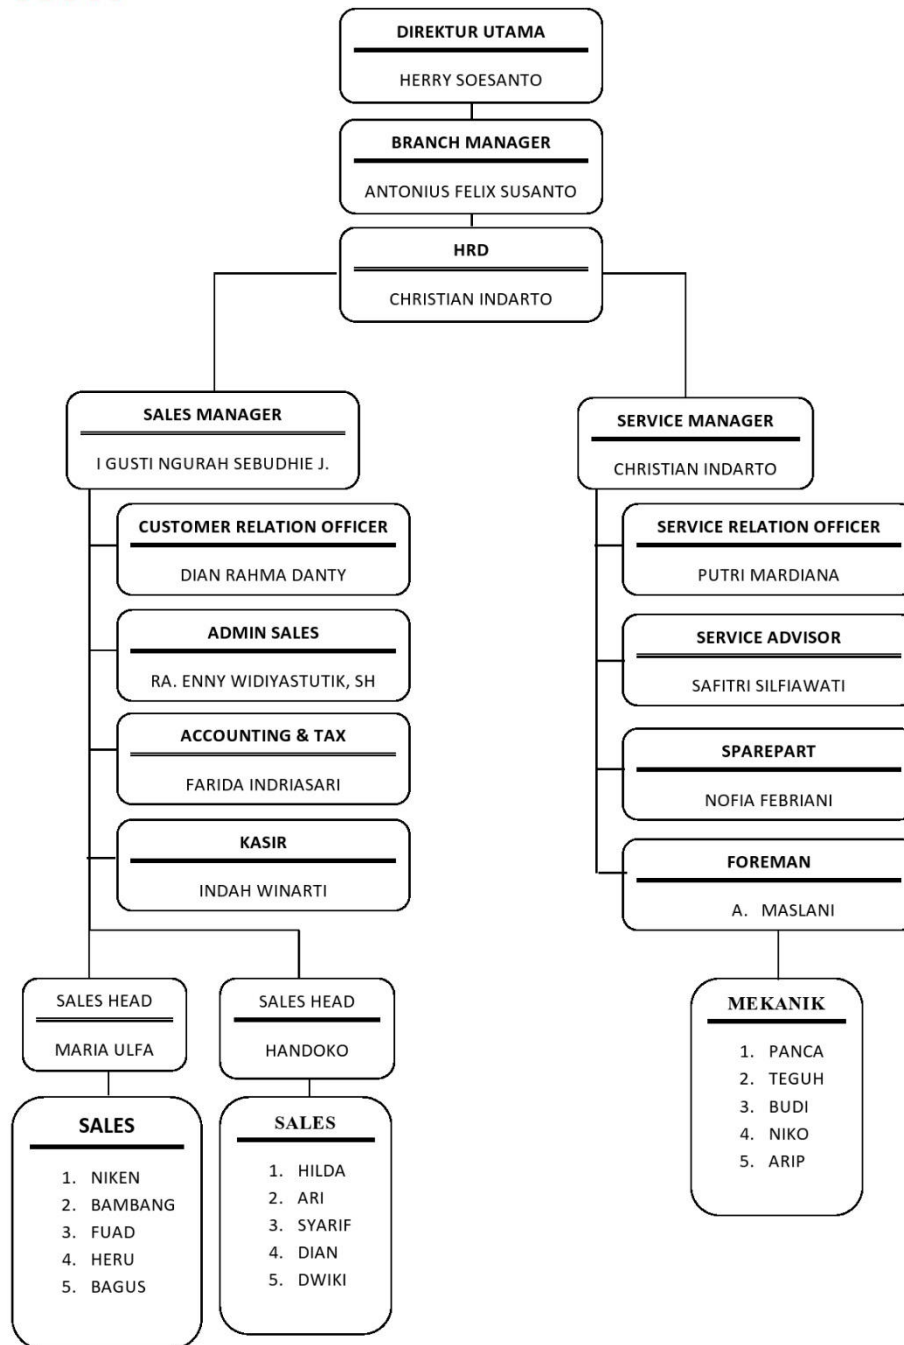 DIREKTUR UTAMA
HERRY SOESANTO
BRANCH MANAGER
ANTONIUS FELIX SUSANTO
HRD
CHRISTIAN INDARTO
SALES MANAGER
I GUSTI NGURAH SEBUDHIE J.
CUSTOMER RELATION OFFICER
DIAN RAHMA DANTY
ADMIN SALES
RA. ENNY WIDIYASTUTIK, SH
ACCOUNTING & TAX
FARIDA INDRIASARI
KASIR
INDAH WINARTI
SALES HEAD
MARIA ULFA
SALES
1. NIKEN
2. BAMBANG
3. FUAD
4. HERU
5. BAGUS
SALES HEAD
HANDOKO
SALES
1. HILDA
2. ARI
3. SYARIF
4. DIAN
5. DWIKI
SERVICE MANAGER
CHRISTIAN INDARTO
SERVICE RELATION OFFICER
PUTRI MARDIANA
SERVICE ADVISOR
SAFITRI SILFIAWATI
SPAREPART
NOFIA FEBRIANI
FOREMAN
A. MASLANI
MEKANIK
1. PANCA
2. TEGUH
3. BUDI
4. NIKO
5. ARIP